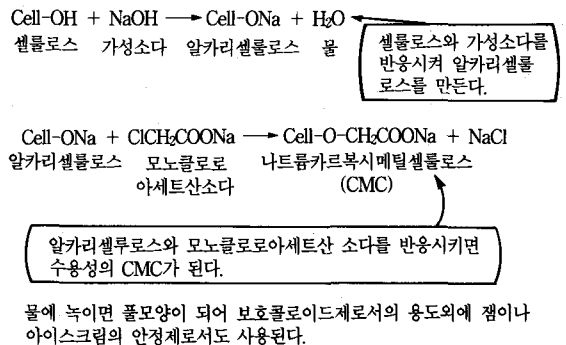 Cell-OH + NaOH → Cell-ONa + H₂O
셀룰로스 가성소다 알카리셀룰로스 물
셀룰로스와 가성소다를
반응시켜 알카리셀룰
로스를 만든다.
Cell-ONa + ClCH₂COONa → Cell-O-CH₂COONa + NaCl
알카리셀룰로스 모노클로로 나트륨카르복시메틸셀룰로스
아세트산소다 (CMC)
알카리셀루로스와 모노클로로아세트산 소다를 반응시키면
수용성의 CMC가 된다.
물에 녹이면 풀모양이 되어 보호콜로이드제로서의 용도외에 잼이나
아이스크림의 안정제로서도 사용된다.